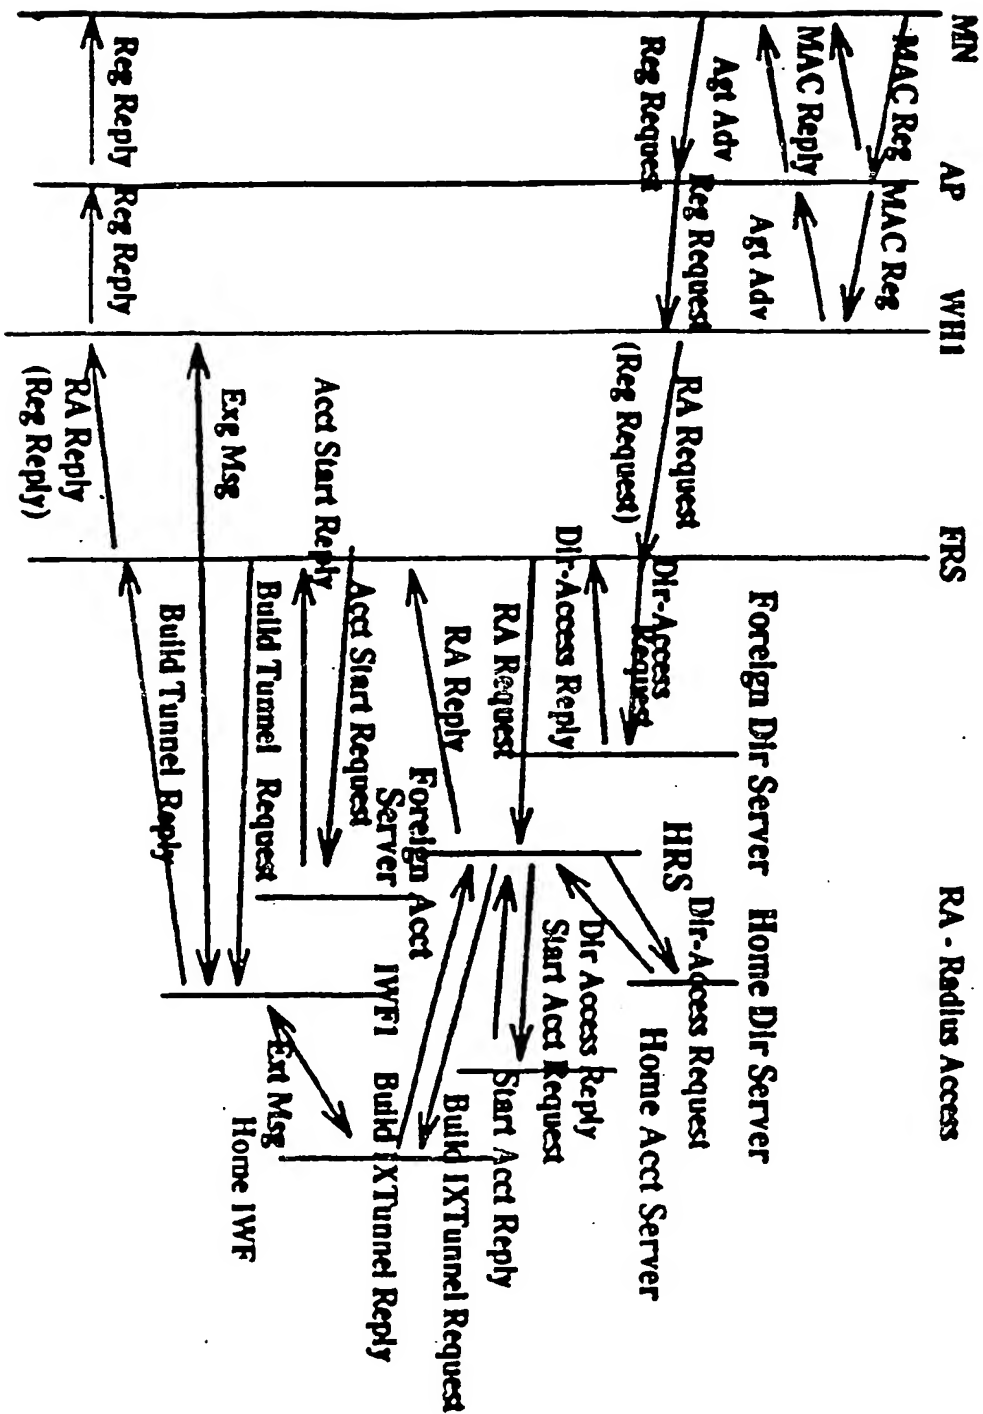 MN
AP
WH1
FRS
RA - Radius Access
Foreign Dir Server
Home Dir Server
MAC Reg
MAC Reg
MAC Reply
Agt Adv
Agt Adv
Reg Request
Reg Request
RA Request
(Reg Request)
Dir-Access
Request
Dir-Access Reply
HRS
Dir-Access Request
Dir Access Reply
Home Acct Server
RA Request
Start Acct Request
Start Acct Reply
Build IXTunnel Request
Build IXTunnel Reply
RA Reply
Foreign Acct
Server
Acct Start Request
Acct Start Reply
IWF1
Build Tunnel Request
Ext Msg
Home IWF
Exg Msg
Build Tunnel Reply
RA Reply
(Reg Reply)
Reg Reply
Reg Reply